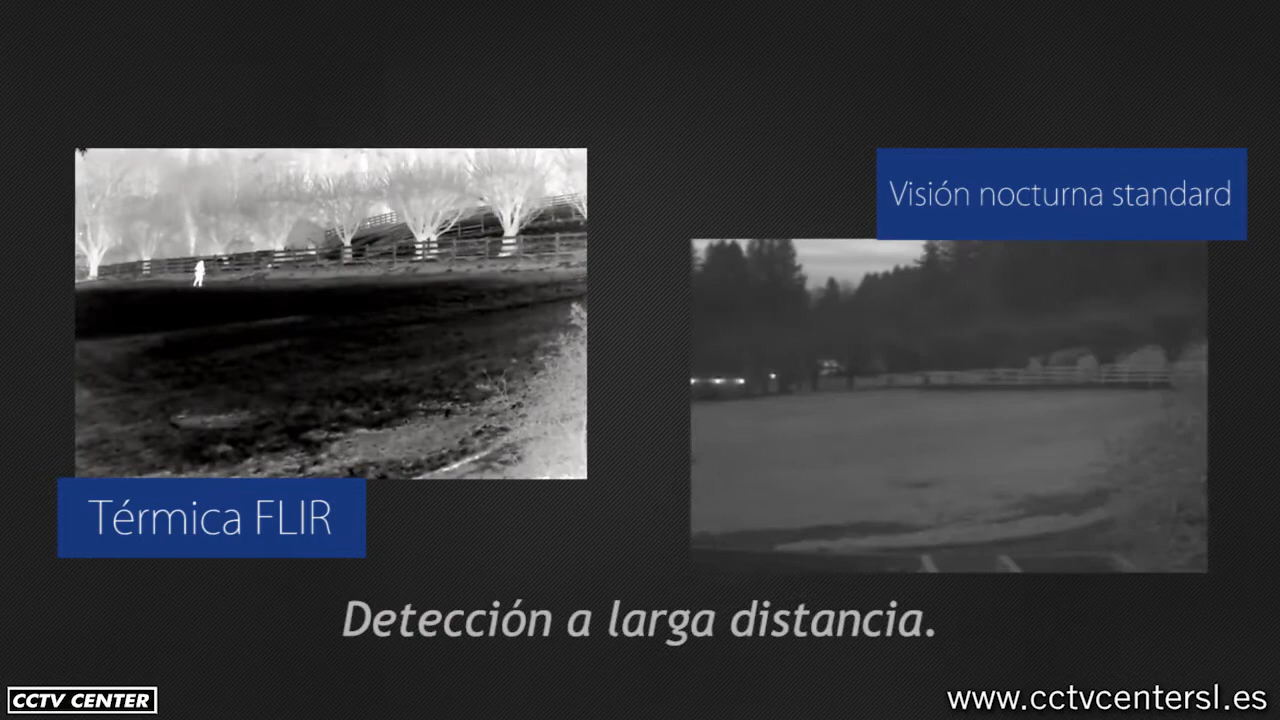 Visión nocturna standard
Térmica FLIR
Detección a larga distancia.
CCTV CENTER
www.cctvcentersl.es